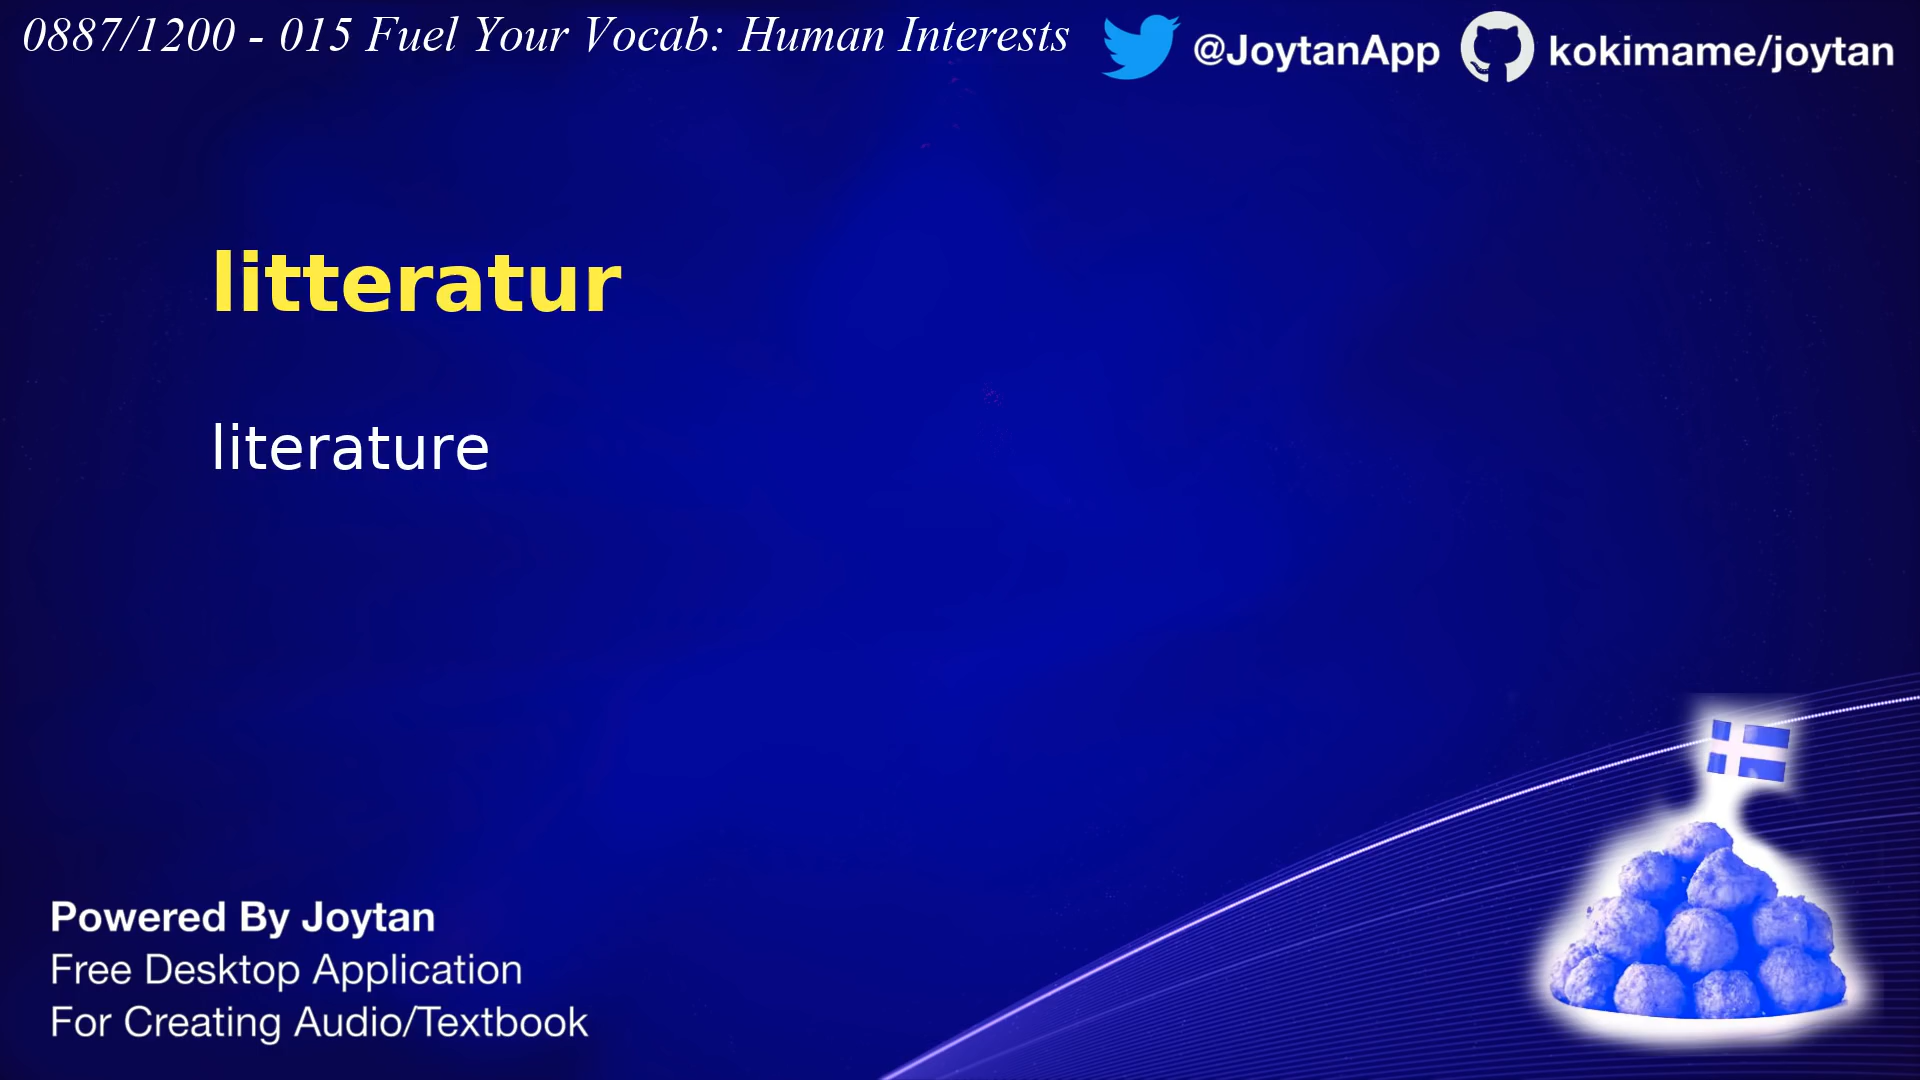 0887/1200 - 015 Fuel Your Vocab: Human Interests
@JoytanApp
kokimame/joytan
litteratur
literature
Powered By Joytan
Free Desktop Application
For Creating Audio/Textbook